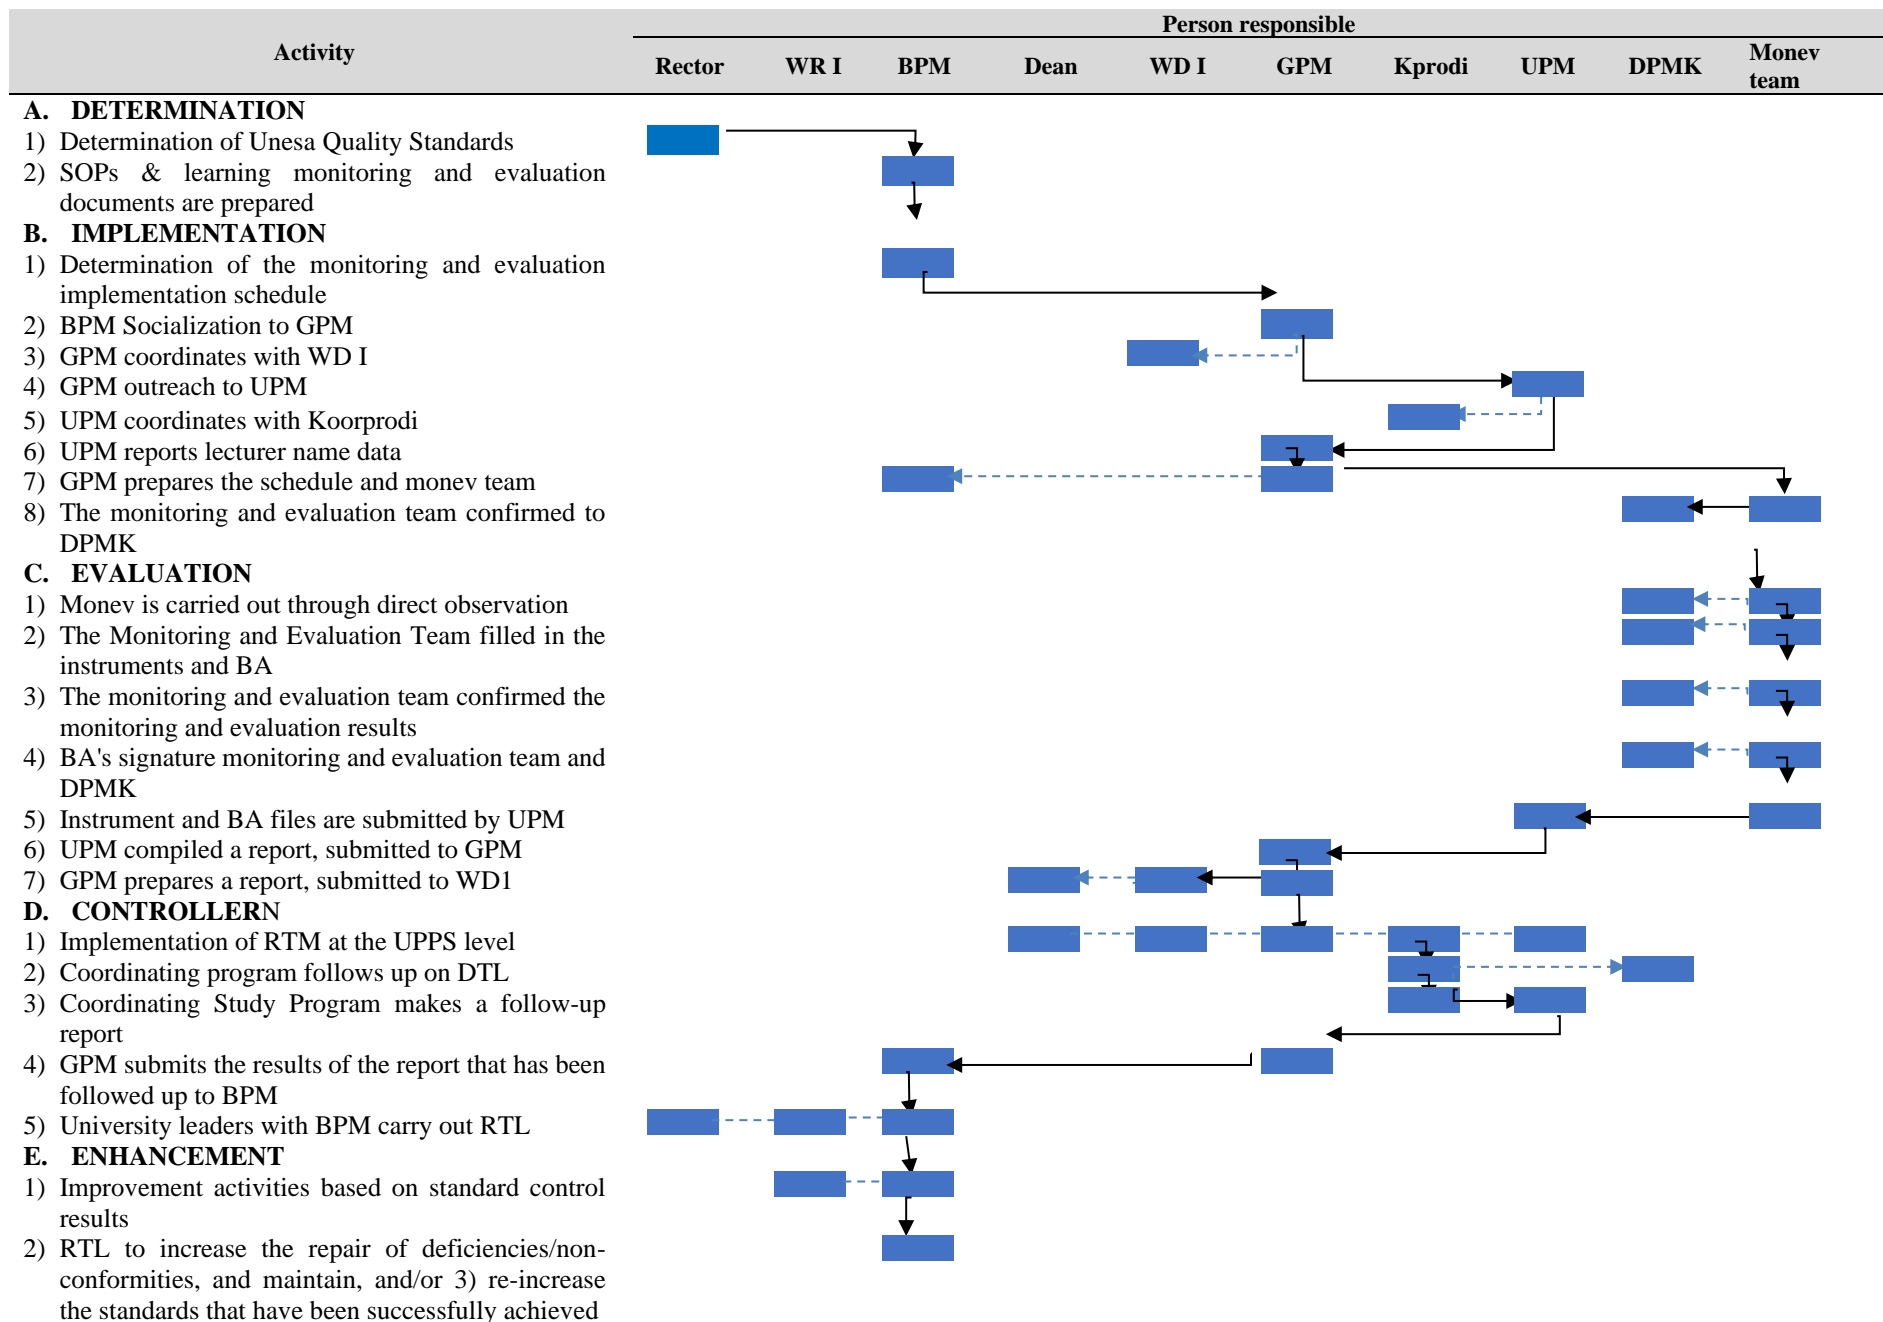 Person responsible
Activity
Rector WR I BPM Dean WD I GPM Kprodi UPM DPMK Monev
team
A. DETERMINATION
1) Determination of Unesa Quality Standards
2) SOPs & learning monitoring and evaluation
documents are prepared
B. IMPLEMENTATION
1) Determination of the monitoring and evaluation
implementation schedule
2) BPM Socialization to GPM
3) GPM coordinates with WD I
4) GPM outreach to UPM
5) UPM coordinates with Koorprodi
6) UPM reports lecturer name data
7) GPM prepares the schedule and monev team
8) The monitoring and evaluation team confirmed to
DPMK
C. EVALUATION
1) Monev is carried out through direct observation
2) The Monitoring and Evaluation Team filled in the
instruments and BA
3) The monitoring and evaluation team confirmed the
monitoring and evaluation results
4) BA's signature monitoring and evaluation team and
DPMK
5) Instrument and BA files are submitted by UPM
6) UPM compiled a report, submitted to GPM
7) GPM prepares a report, submitted to WD1
D. CONTROLLERN
1) Implementation of RTM at the UPPS level
2) Coordinating program follows up on DTL
3) Coordinating Study Program makes a follow-up
report
4) GPM submits the results of the report that has been
followed up to BPM
5) University leaders with BPM carry out RTL
E. ENHANCEMENT
1) Improvement activities based on standard control
results
2) RTL to increase the repair of deficiencies/non-
conformities, and maintain, and/or 3) re-increase
the standards that have been successfully achieved